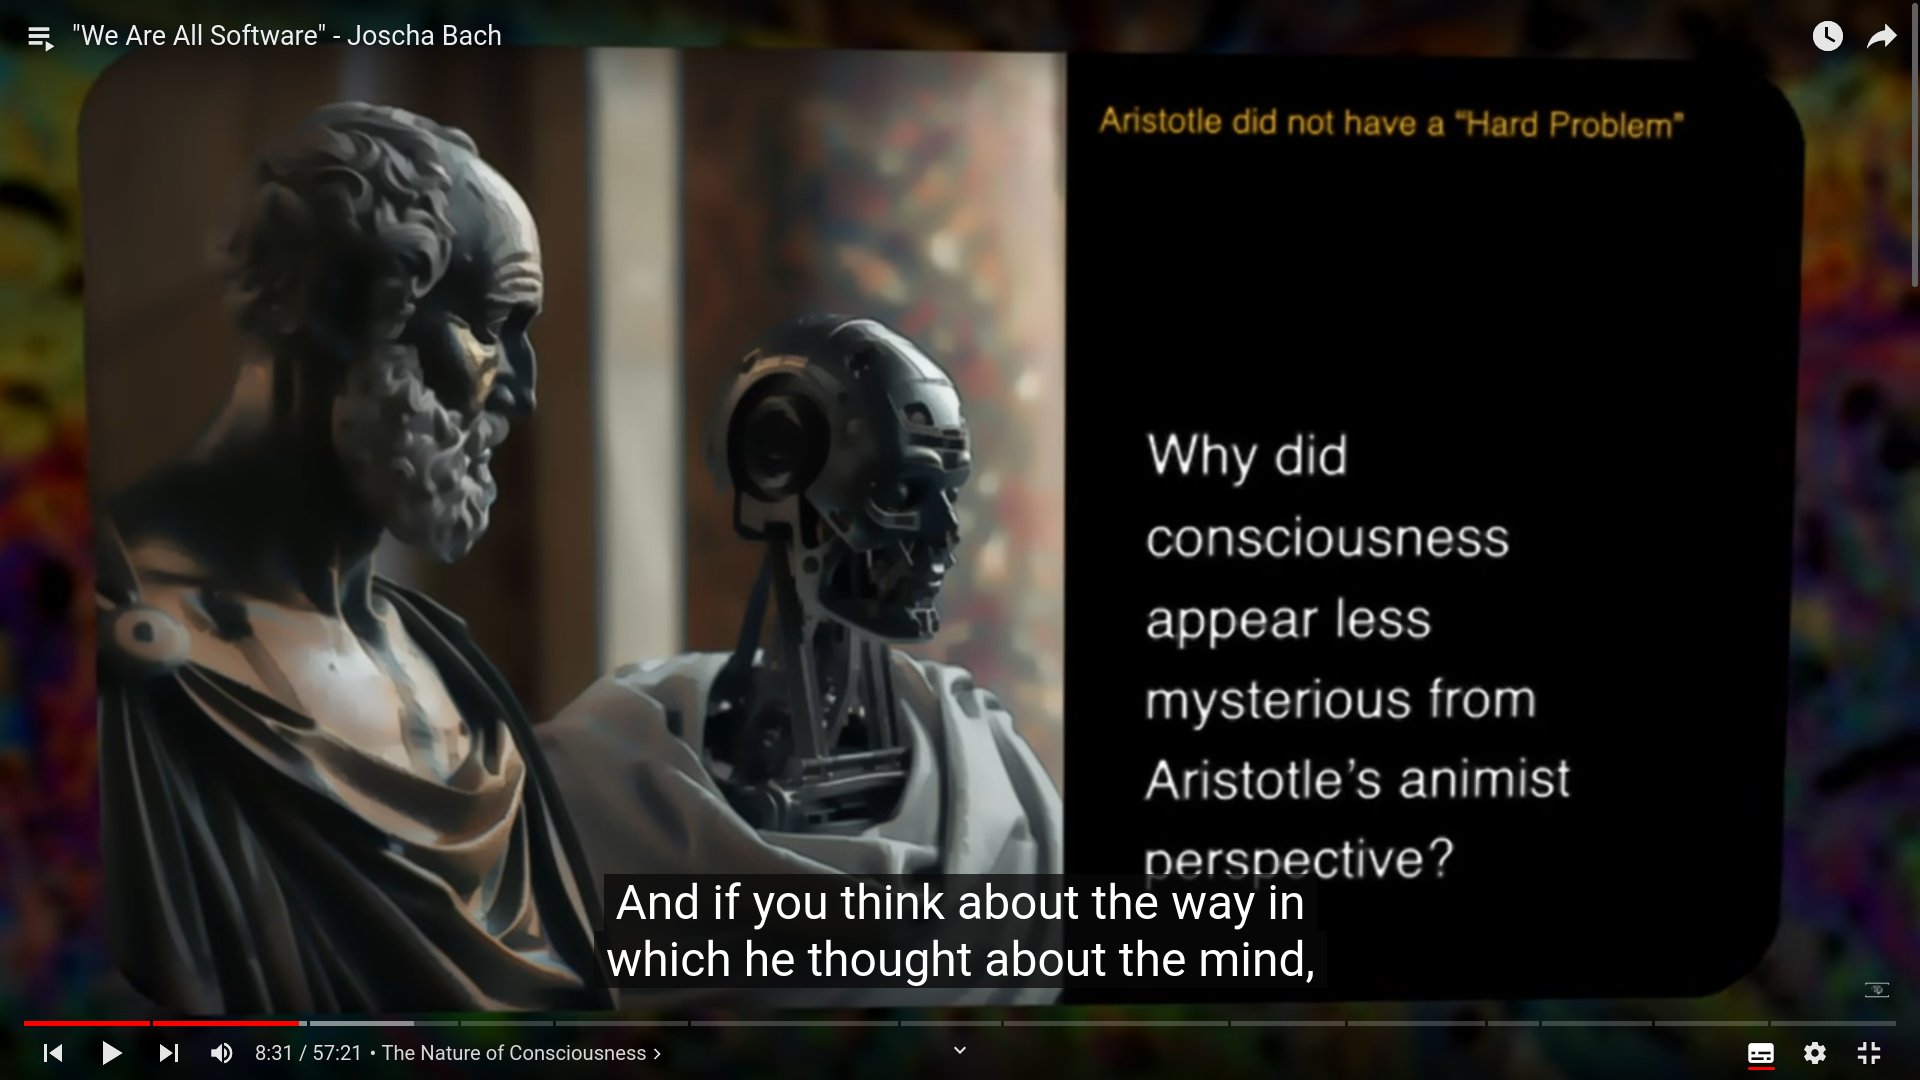 "We Are All Software" - Joscha Bach
Aristotle did not have a “Hard Problem”
Why did
consciousness
appear less
mysterious from
Aristotle’s animist
perspective?
And if you think about the way in
which he thought about the mind,
8:31 / 57:21 • The Nature of Consciousness ›